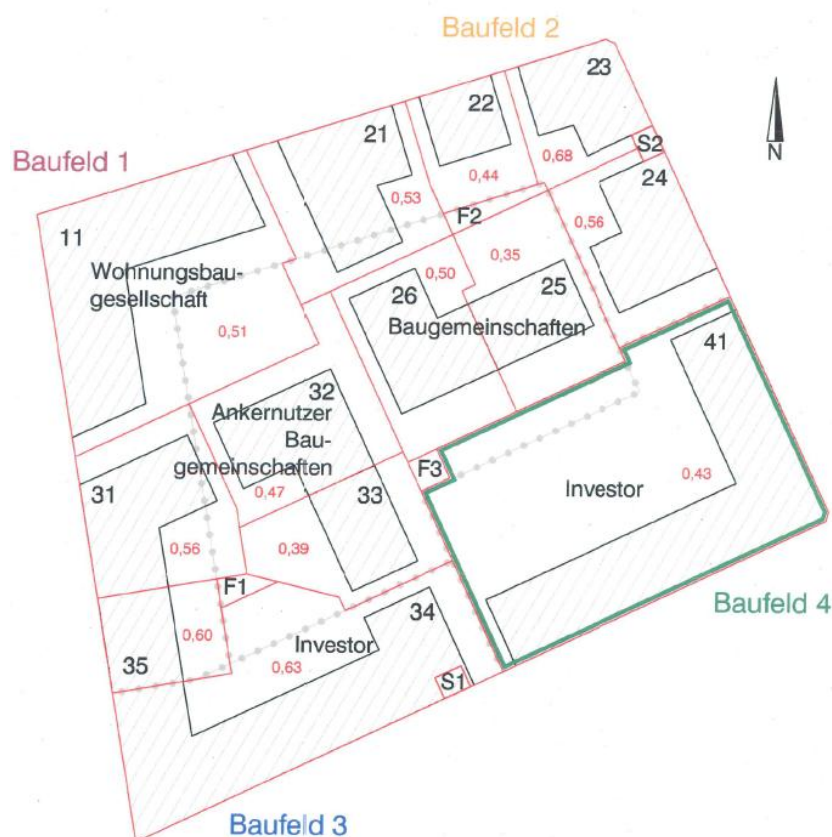 Baufeld 2
23
22
21
N
S2
Baufeld 1
0,68
0,44
24
0,53
F2
0,56
11
0,35
Wohnungsbau-
gesellschaft
0,50
26
25
Baugemeinschaften
0,51
41
32
Ankernutzer
Bau-
gemeinschaften
F3
31
0,47
33
Investor
0,43
0,56
0,39
F1
Baufeld 4
34
0,60
Investor
35
0,63
S1
Baufeld 3